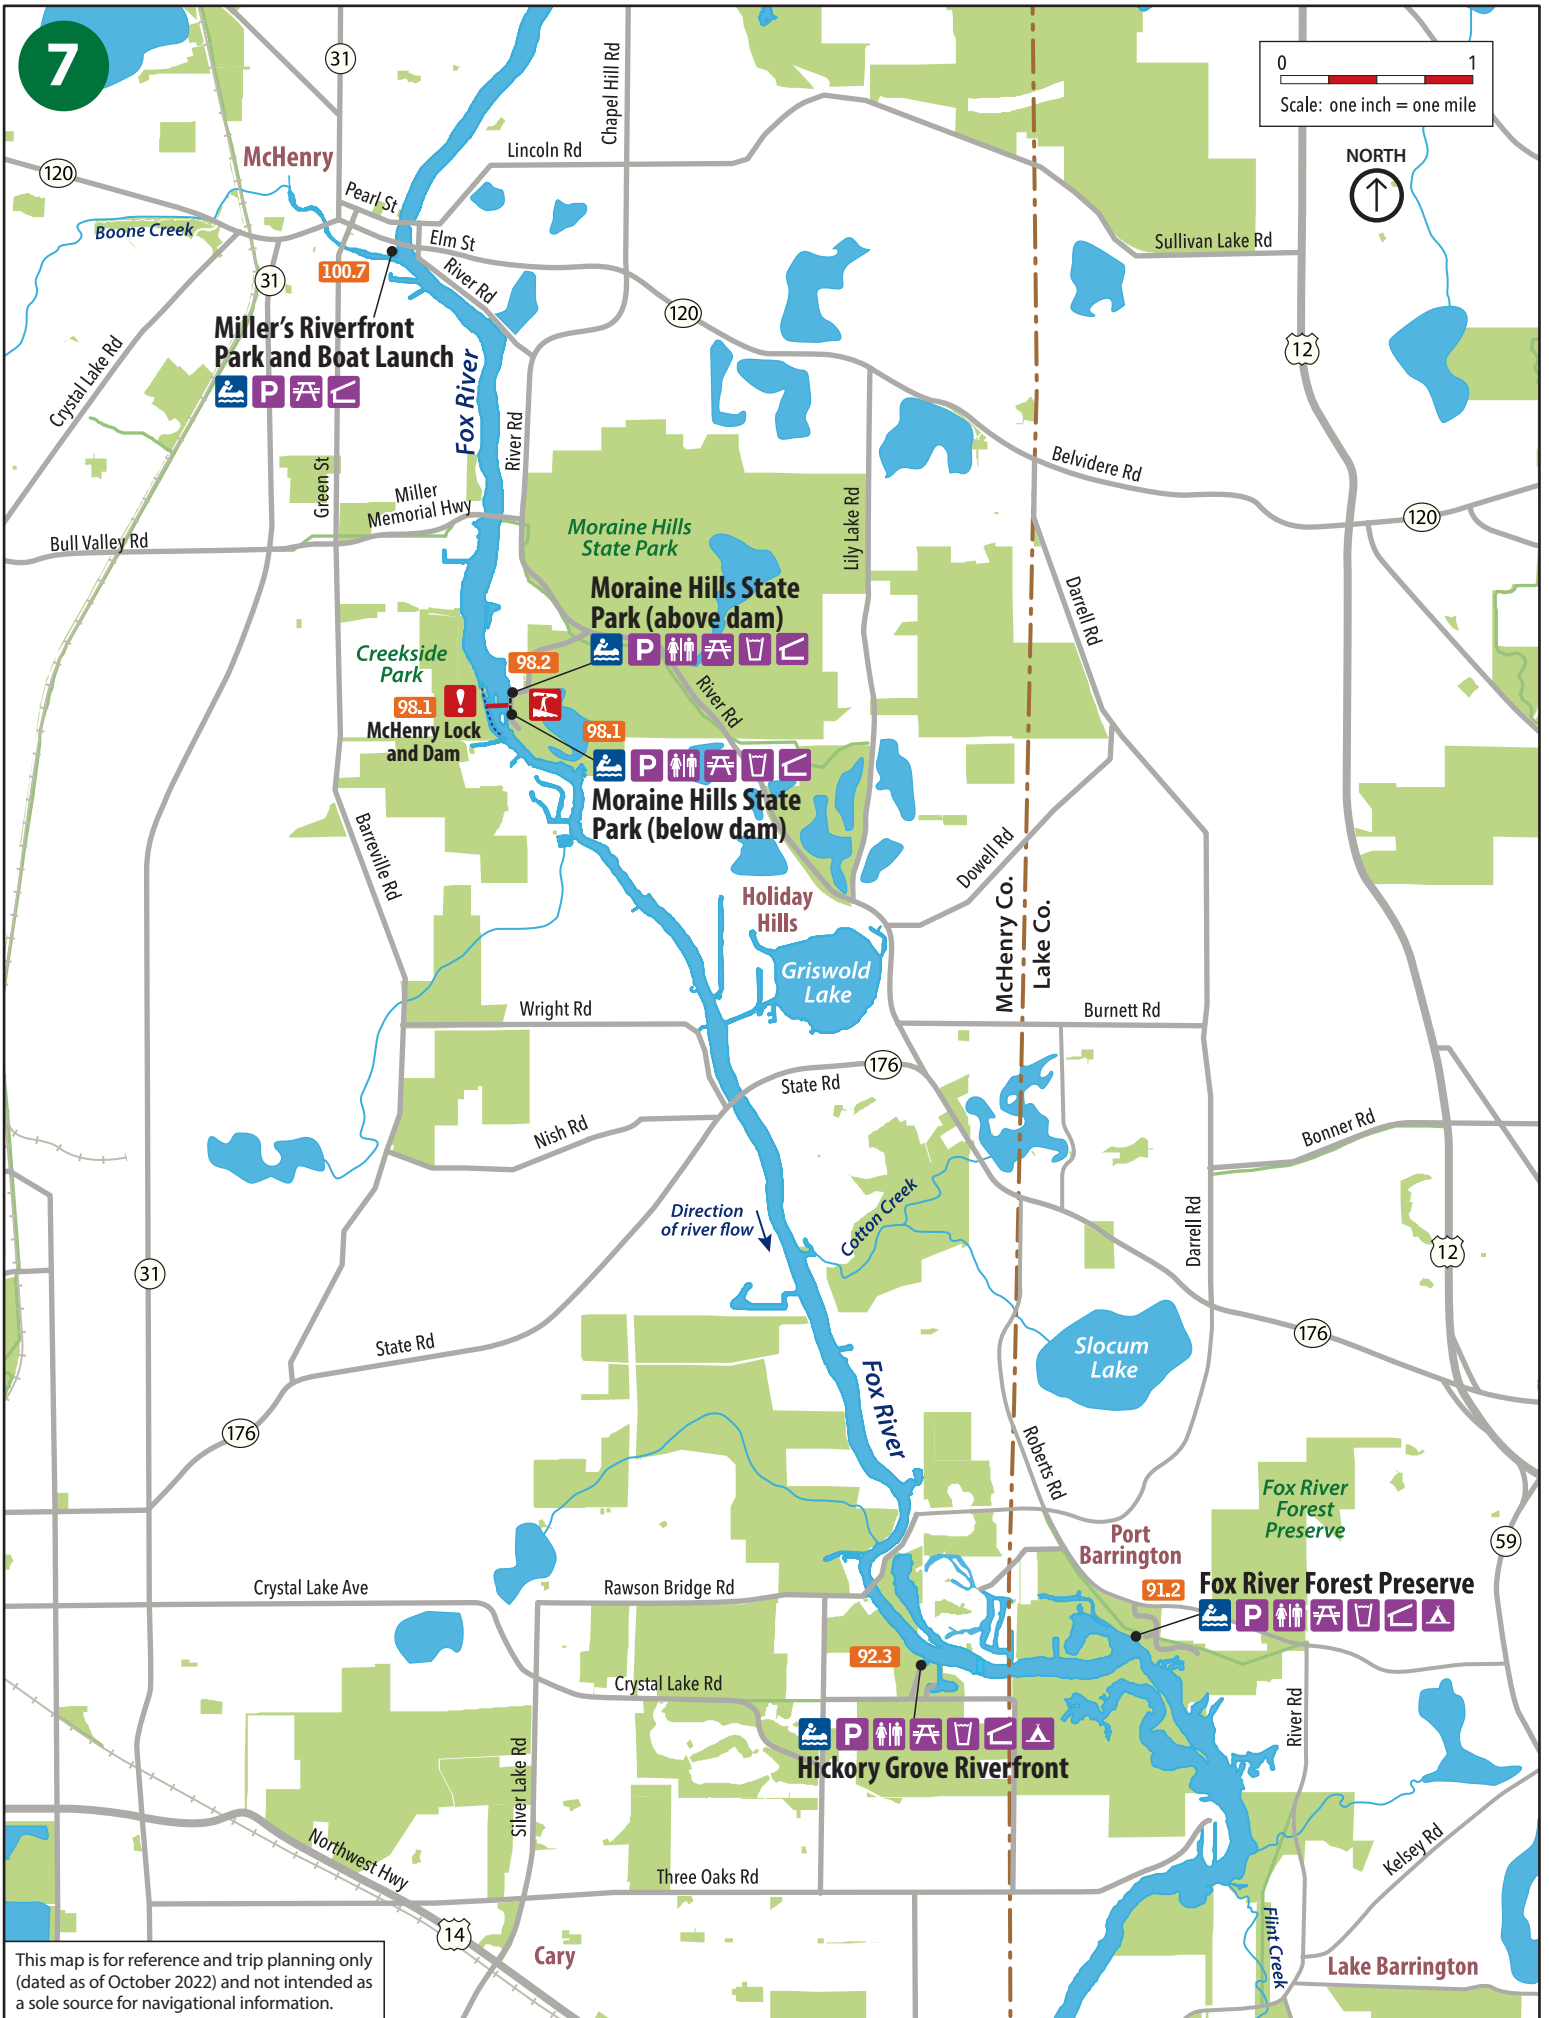 7
31
Chapel Hill Rd
0 1
Scale: one inch = one mile
NORTH
McHenry
Lincoln Rd
120
Pearl St
Boone Creek
Elm St
Sullivan Lake Rd
100.7
River Rd
31
120
12
Miller's Riverfront
Park and Boat Launch
P
Crystal Lake Rd
Fox River
River Rd
Green St
Miller
Memorial Hwy
Belvidere Rd
Lily Lake Rd
120
Bull Valley Rd
Moraine Hills
State Park
Moraine Hills State
Park (above dam)
P
Darrell Rd
Creekside
Park
98.2
98.1
!
River Rd
McHenry Lock
and Dam
98.1
P
Moraine Hills State
Park (below dam)
Barreville Rd
Dowell Rd
Holiday
Hills
McHenry Co.
Lake Co.
Griswold
Lake
Wright Rd
Burnett Rd
State Rd
176
Nish Rd
Bonner Rd
Cotton Creek
Direction
of river flow
Darrell Rd
12
31
State Rd
Slocum
Lake
176
Fox River
176
Roberts Rd
Fox River
Forest
Preserve
Port
Barrington
59
Crystal Lake Ave
Rawson Bridge Rd
91.2
Fox River Forest Preserve
P
92.3
Crystal Lake Rd
River Rd
P
Hickory Grove Riverfront
Silver Lake Rd
Northwest Hwy
Kelsey Rd
Three Oaks Rd
14
Flint Creek
Cary
Lake Barrington
This map is for reference and trip planning only
(dated as of October 2022) and not intended as
a sole source for navigational information.